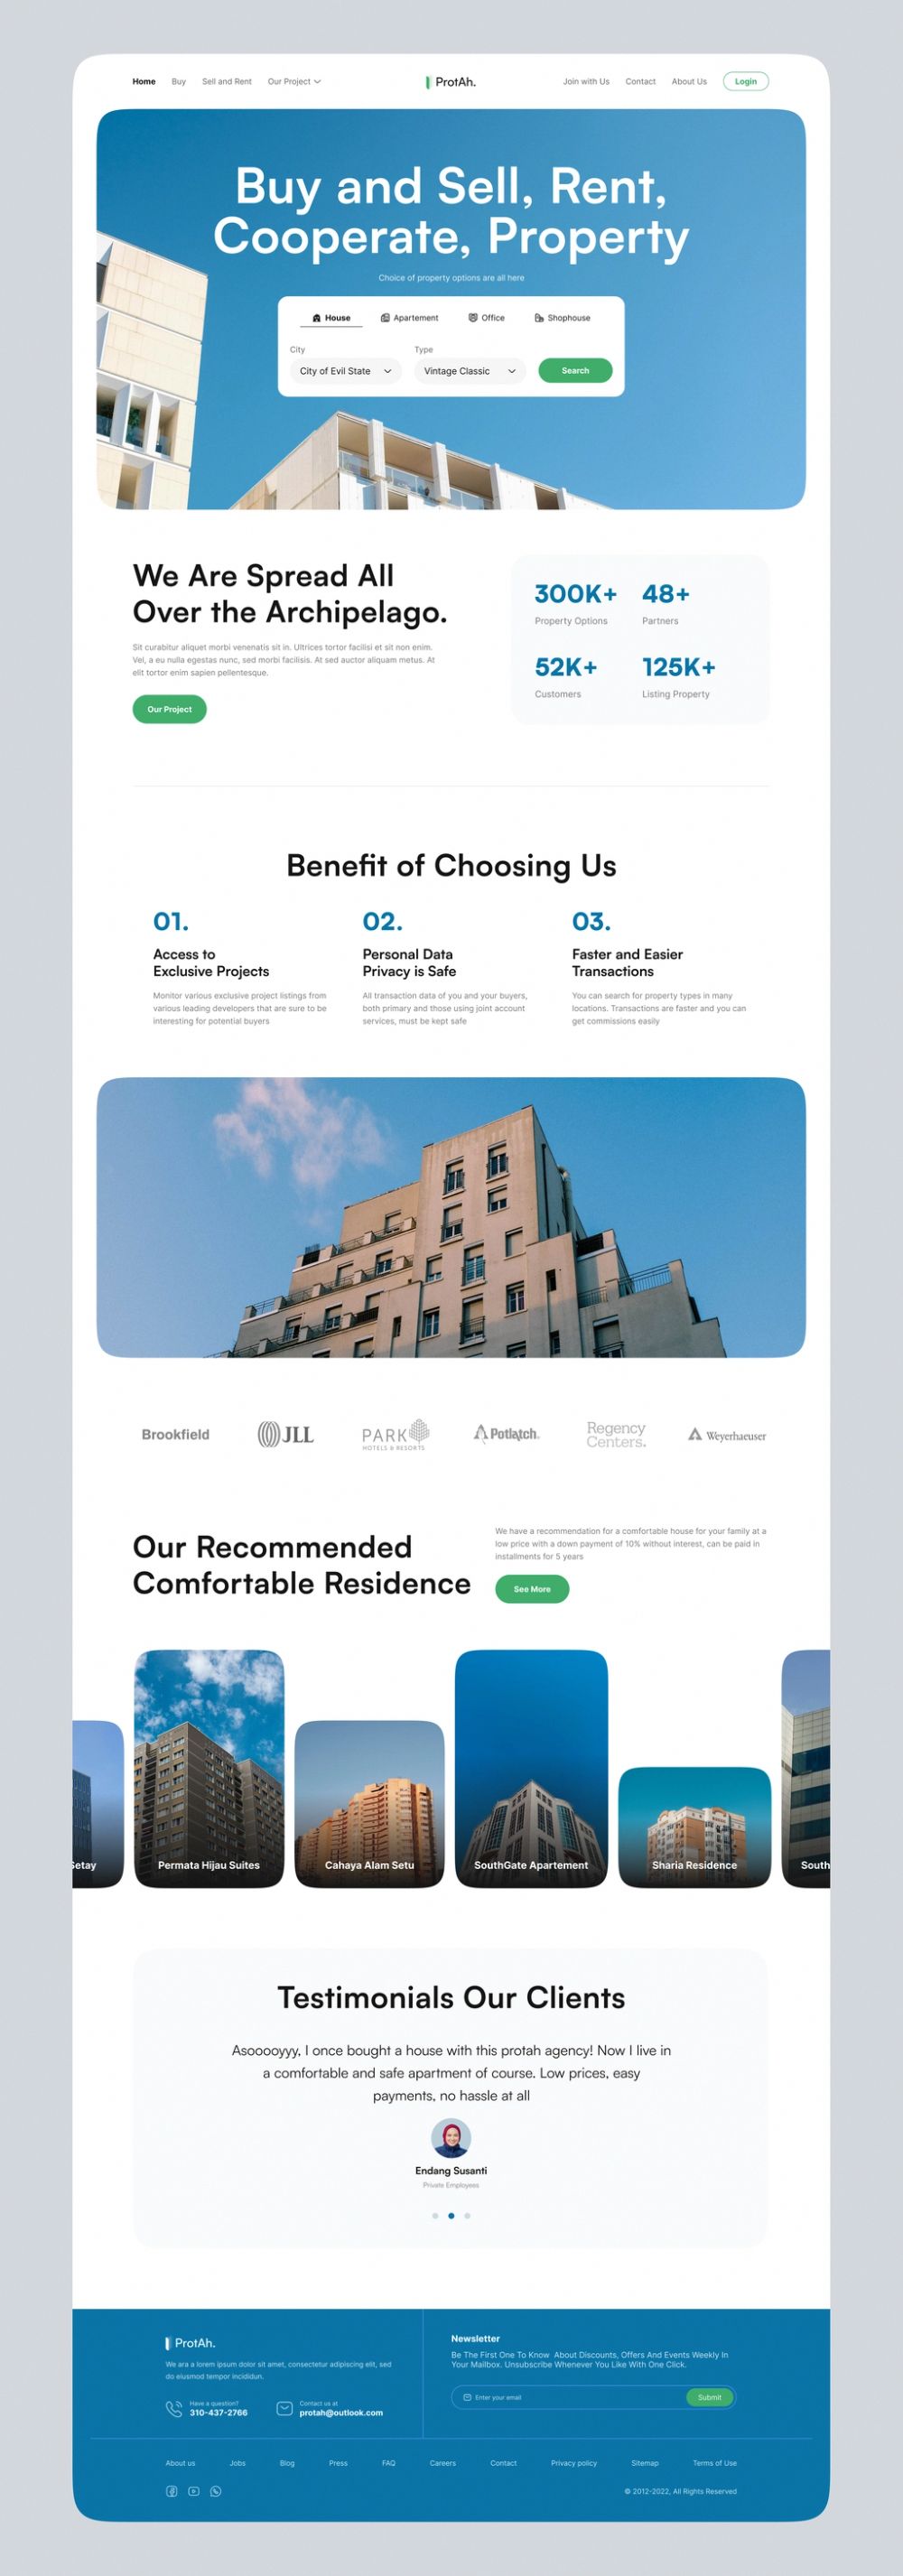 Home Buy Sell and Rent Our Project ProtAh. Join with Us Contact About Us Login
Buy and Sell, Rent,
Cooperate, Property
Choice of property options are all here
House Apartement Office Shophouse
City Type
City of Evil State Vintage Classic Search
We Are Spread All
Over the Archipelago.
Sit curabitur aliquet morbi venenatis sit in. Ultrices tortor facilisi et sit non enim.
Vel, a eu nulla egestas nunc, sed morbi facilisis. At sed auctor aliquam metus. At
elit tortor enim sapien pellentesque.
Our Project
300K+ 48+
Property Options Partners
52K+ 125K+
Customers Listing Property
Benefit of Choosing Us
01.
Access to
Exclusive Projects
Monitor various exclusive project listings from
various leading developers that are sure to be
interesting for potential buyers
02.
Personal Data
Privacy is Safe
All transaction data of you and your buyers,
both primary and those using joint account
services, must be kept safe
03.
Faster and Easier
Transactions
You can search for property types in many
locations. Transactions are faster and you can
get commissions easily
Brookfield
JLL
PARK
HOTELS & RESORTS
Potlatch.
Regency
Centers.
Weyerhaeuser
Our Recommended
Comfortable Residence
We have a recommendation for a comfortable house for your family at a
low price with a down payment of 10% without interest, can be paid in
installments for 5 years
See More
Setay Permata Hijau Suites Cahaya Alam Setu SouthGate Apartement Sharia Residence South
Testimonials Our Clients
Asooooyyy, I once bought a house with this protah agency! Now I live in
a comfortable and safe apartment of course. Low prices, easy
payments, no hassle at all
Endang Susanti
Private Employees
ProtAh.
We ara a lorem ipsum dolor sit amet, consectetur adipiscing elit, sed
do eiusmod tempor incididun.
Have a question?
310-437-2766
Contact us at
protah@outlook.com
Newsletter
Be The First One To Know About Discounts, Offers And Events Weekly In
Your Mailbox. Unsubscribe Whenever You Like With One Click.
Enter your email Submit
About us Jobs Blog Press FAQ Careers Contact Privacy policy Sitemap Terms of Use
© 2012-2022, All Rights Reserved